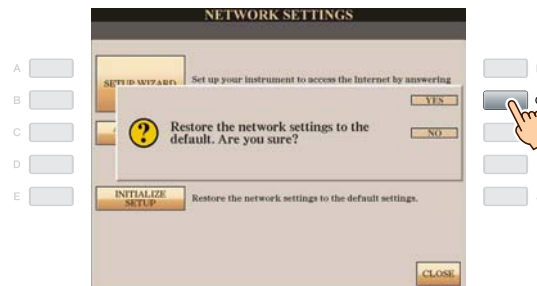 NETWORK SETTINGS
SETUP WIZARD
Set up your instrument to access the Internet by answering
YES
Restore the network settings to the
default. Are you sure?
NO
INITIALIZE
SETUP
Restore the network settings to the default settings.
CLOSE
A
B
C
D
E